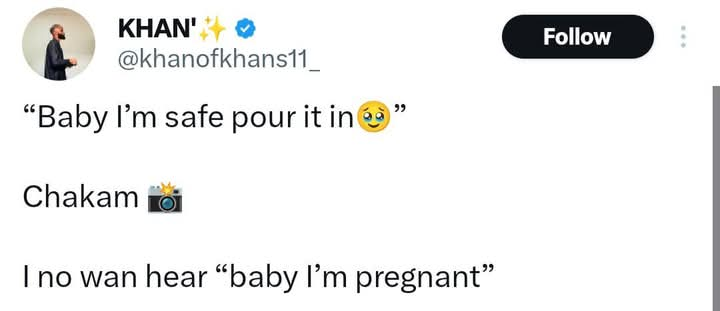 KHAN'✨
@khanofkhans11_
Follow
“Baby I’m safe pour it in🥹”
Chakam 📸
I no wan hear “baby I’m pregnant”